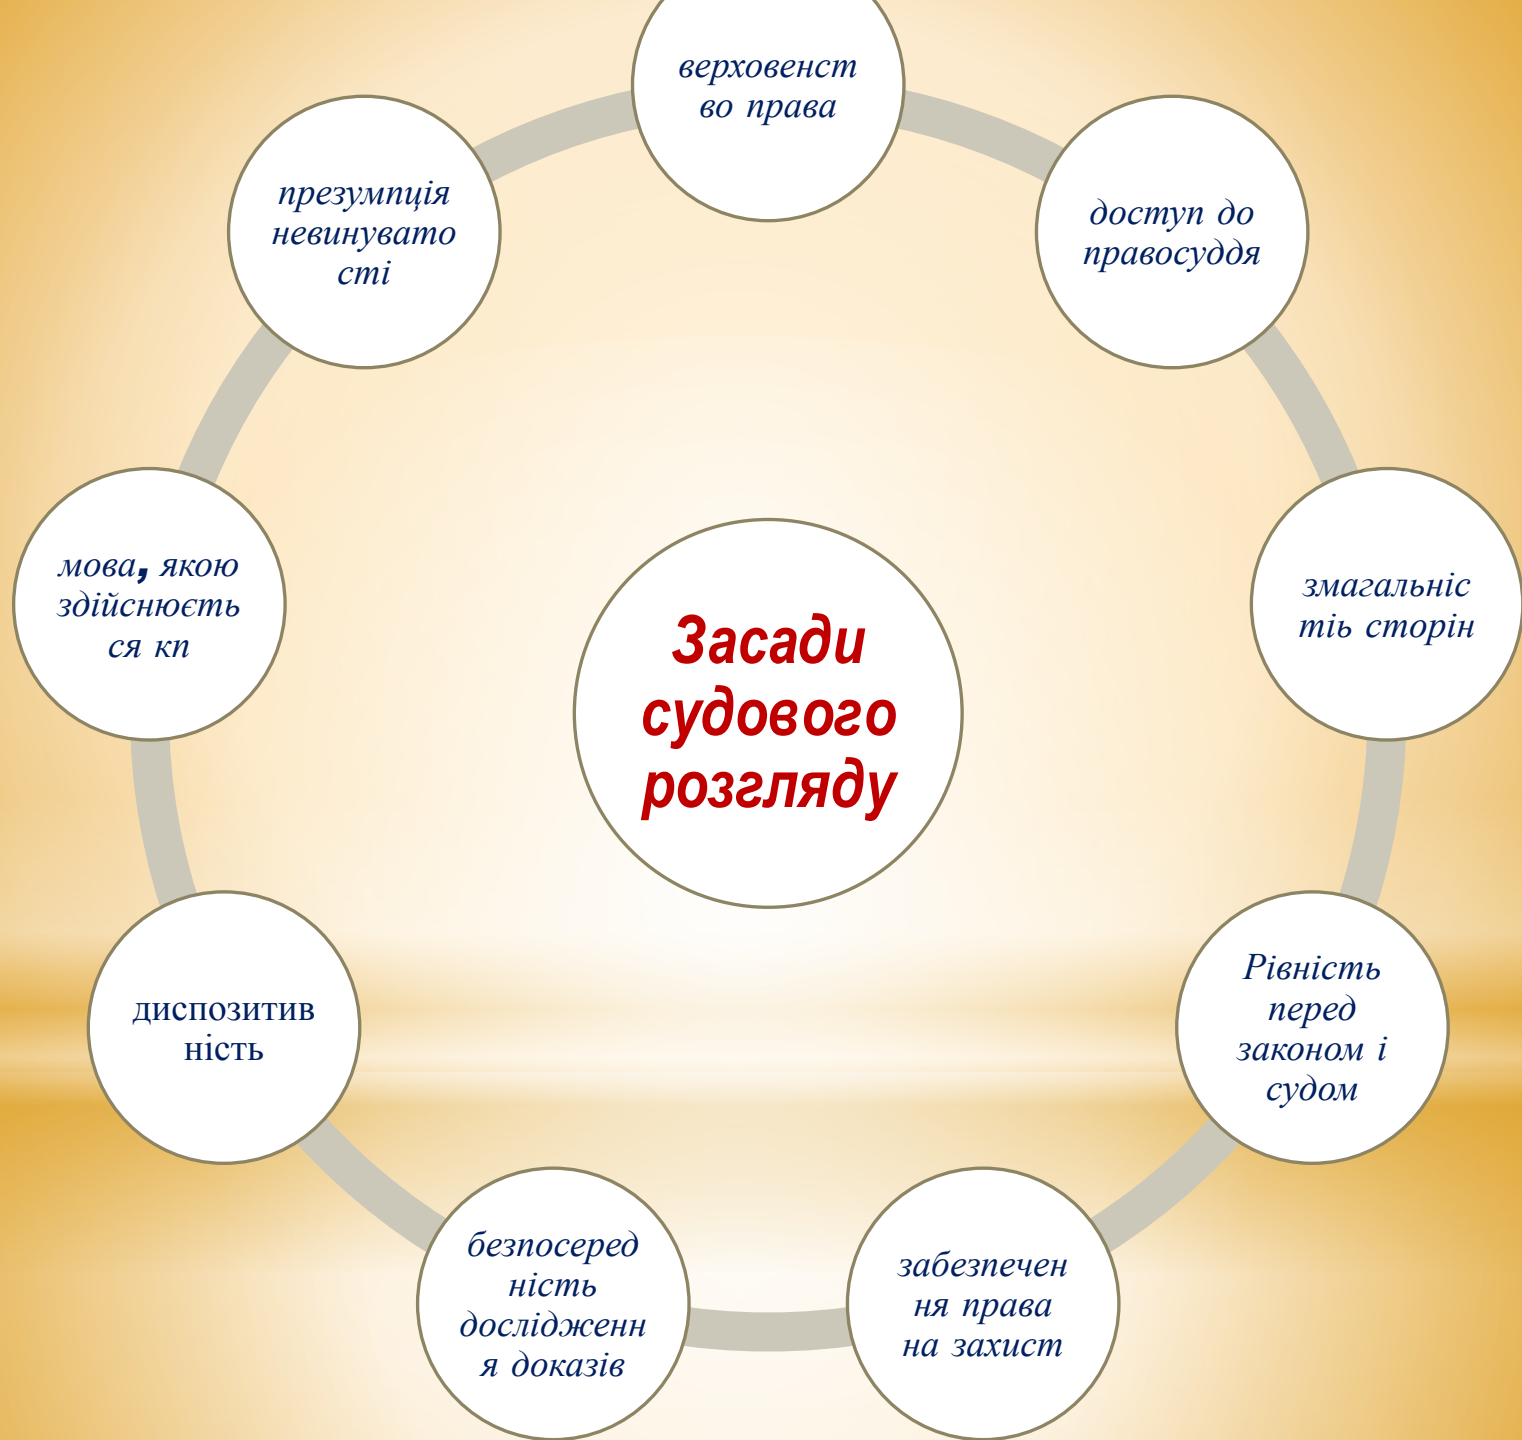 верховенст
во права
доступ до
правосуддя
змагальніс
тіь сторін
Рівність
перед
законом і
судом
забезпечен
ня права
на захист
безпосеред
ність
дослідженн
я доказів
диспозитив
ність
мова, якою
здійснюєть
ся кп
презумпція
невинувато
сті
Засади
судового
розгляду